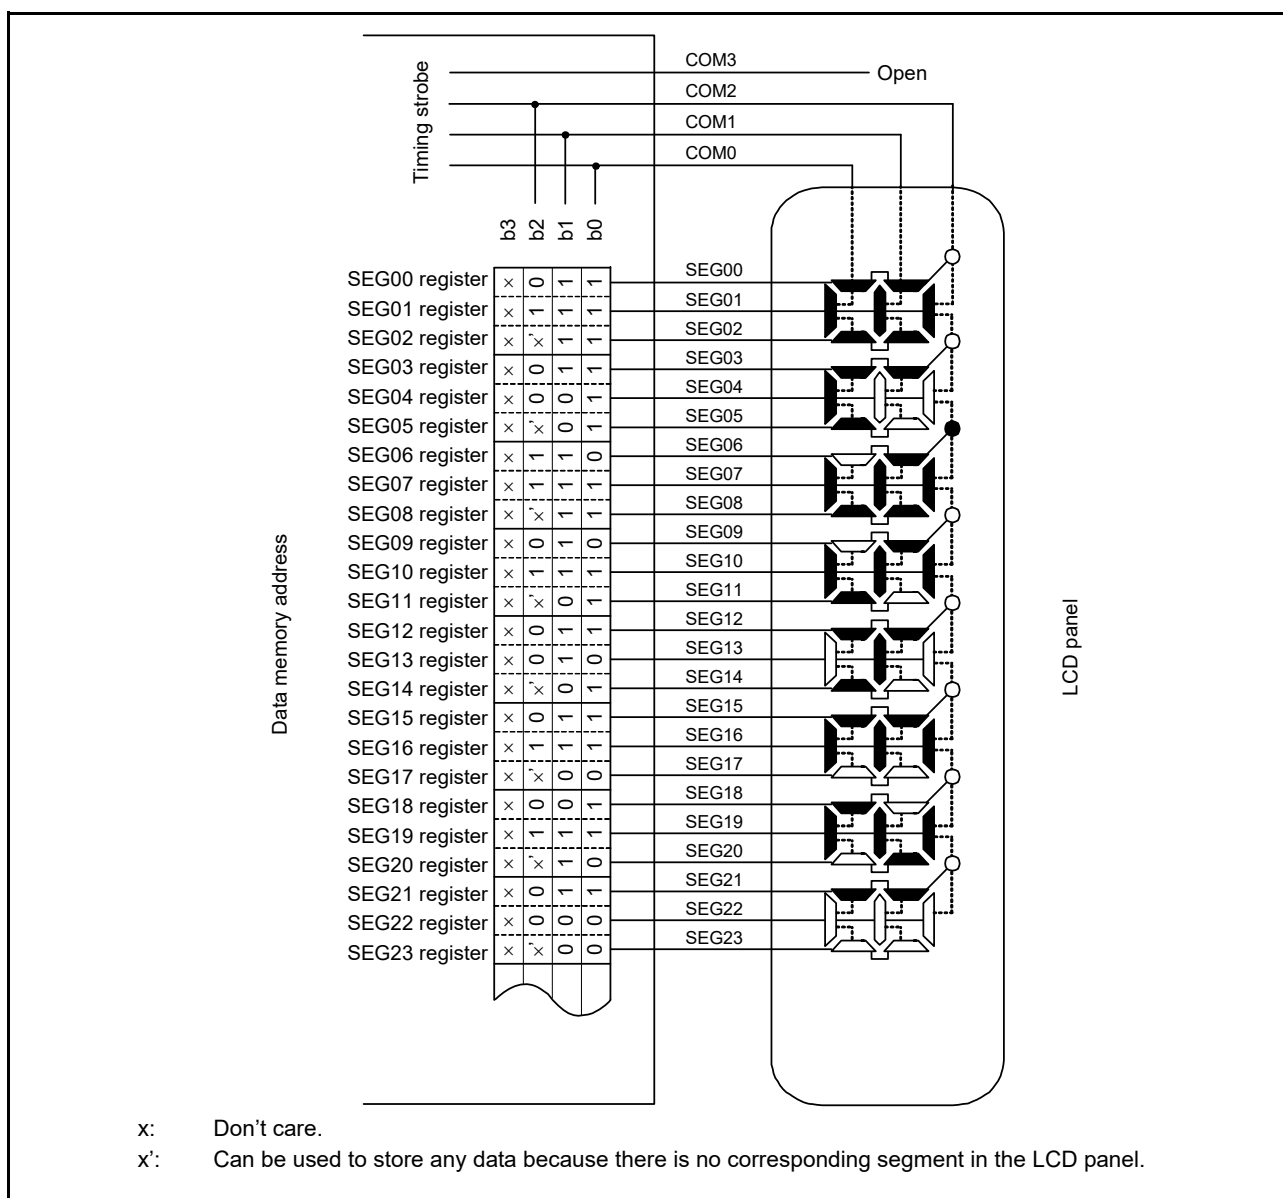 COM3
Open
COM2
COM1
COM0
Timing strobe
b3 b2 b1 b0
SEG00 register × 0 1 1 SEG00
SEG01 register × 1 1 1 SEG01
SEG02 register × ×' 1 1 SEG02
SEG03 register × 0 1 1 SEG03
SEG04 register × 0 0 1 SEG04
SEG05 register × ×' 0 1 SEG05
SEG06 register × 1 1 0 SEG06
SEG07 register × 1 1 1 SEG07
SEG08 register × ×' 1 1 SEG08
SEG09 register × 0 1 0 SEG09
SEG10 register × 1 1 1 SEG10
SEG11 register × ×' 0 1 SEG11
SEG12 register × 0 1 1 SEG12
SEG13 register × 0 1 0 SEG13
SEG14 register × ×' 0 1 SEG14
SEG15 register × 0 1 1 SEG15
SEG16 register × 1 1 1 SEG16
SEG17 register × ×' 0 0 SEG17
SEG18 register × 0 0 1 SEG18
SEG19 register × 1 1 1 SEG19
SEG20 register × ×' 1 0 SEG20
SEG21 register × 0 1 1 SEG21
SEG22 register × 0 0 0 SEG22
SEG23 register × ×' 0 0 SEG23
Data memory address
LCD panel
x: Don’t care.
x’: Can be used to store any data because there is no corresponding segment in the LCD panel.